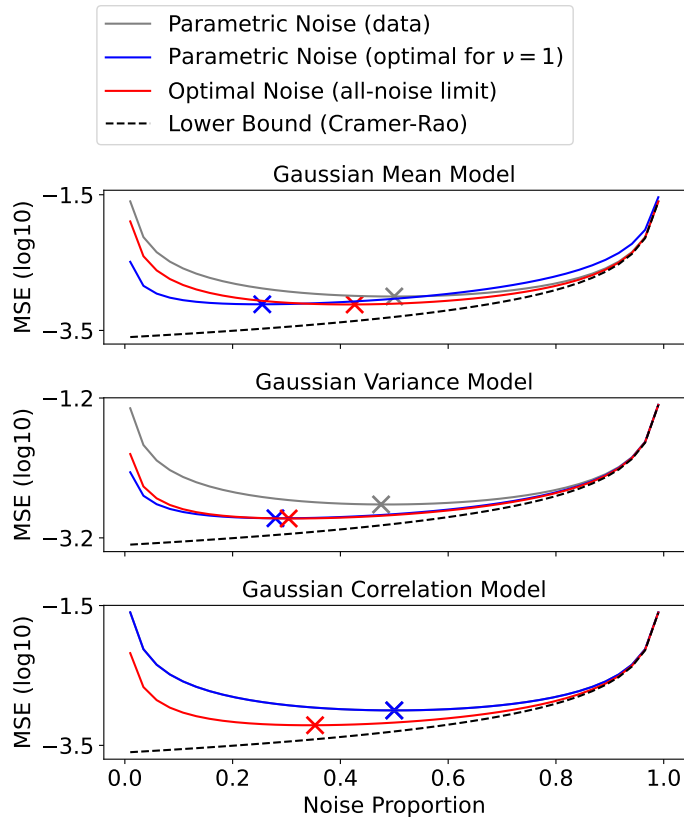 Parametric Noise (data)
Parametric Noise (optimal for ν = 1)
Optimal Noise (all-noise limit)
Lower Bound (Cramer-Rao)
Gaussian Mean Model
−1.5
−3.5
MSE (log10)
Gaussian Variance Model
−1.2
−3.2
MSE (log10)
Gaussian Correlation Model
−1.5
−3.5
MSE (log10)
0.0 0.2 0.4 0.6 0.8 1.0
Noise Proportion